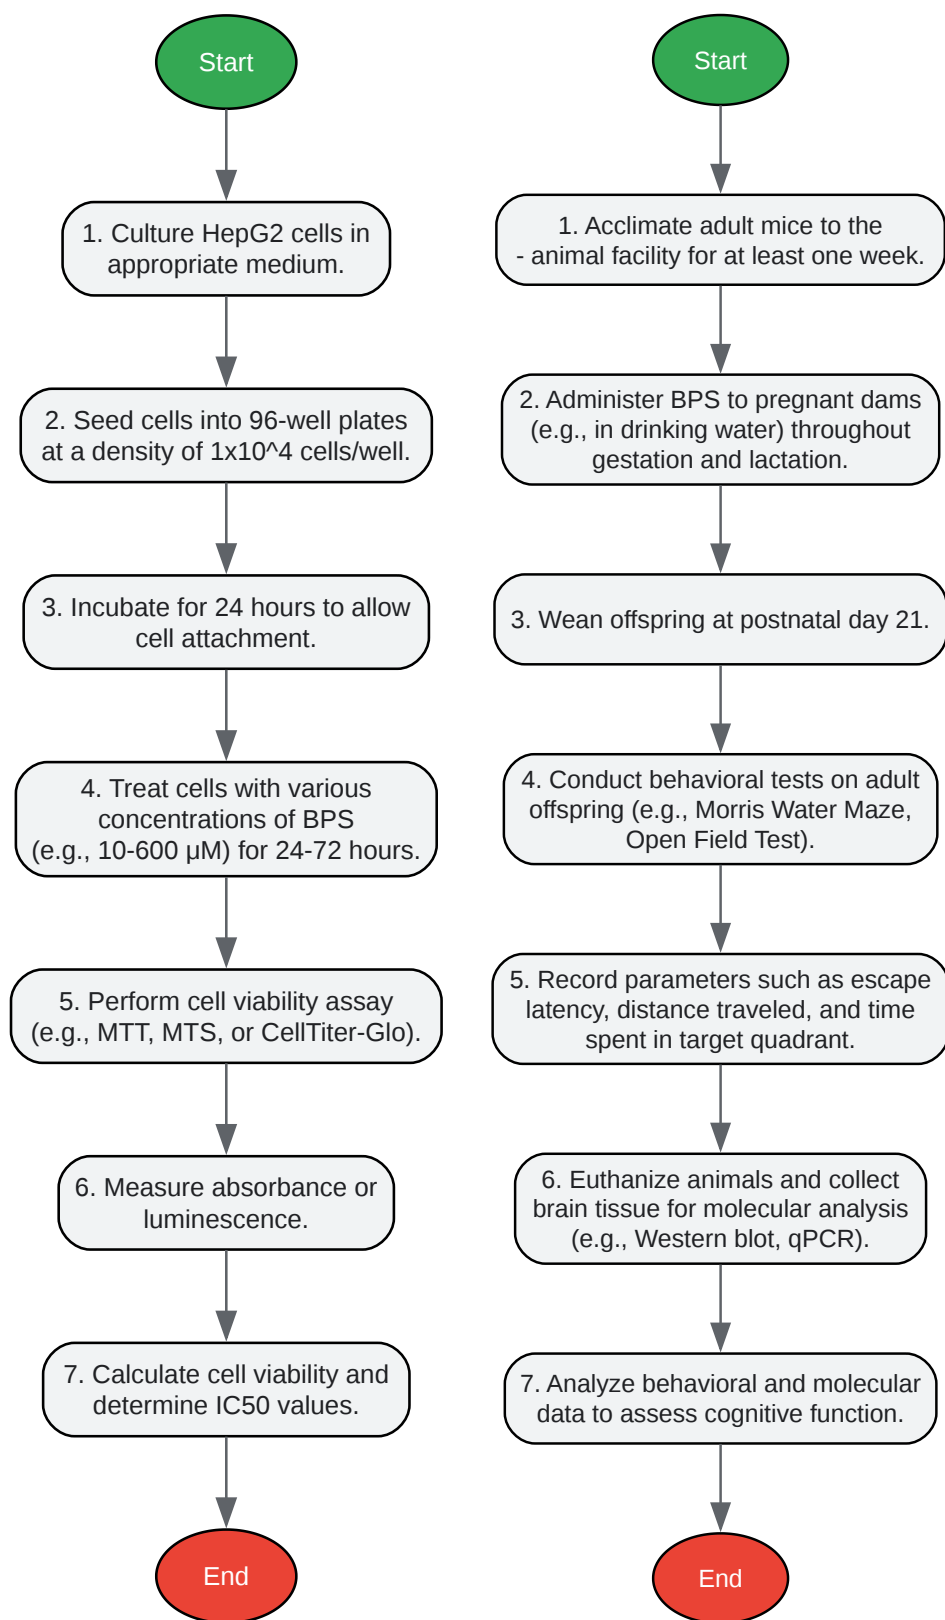 Start
1. Culture HepG2 cells in
appropriate medium.
2. Seed cells into 96-well plates
at a density of 1x10^4 cells/well.
3. Incubate for 24 hours to allow
cell attachment.
4. Treat cells with various
concentrations of BPS
(e.g., 10-600 μM) for 24-72 hours.
5. Perform cell viability assay
(e.g., MTT, MTS, or CellTiter-Glo).
6. Measure absorbance or
luminescence.
7. Calculate cell viability and
determine IC50 values.
End
Start
1. Acclimate adult mice to the
- animal facility for at least one week.
2. Administer BPS to pregnant dams
(e.g., in drinking water) throughout
gestation and lactation.
3. Wean offspring at postnatal day 21.
4. Conduct behavioral tests on adult
offspring (e.g., Morris Water Maze,
Open Field Test).
5. Record parameters such as escape
latency, distance traveled, and time
spent in target quadrant.
6. Euthanize animals and collect
brain tissue for molecular analysis
(e.g., Western blot, qPCR).
7. Analyze behavioral and molecular
data to assess cognitive function.
End